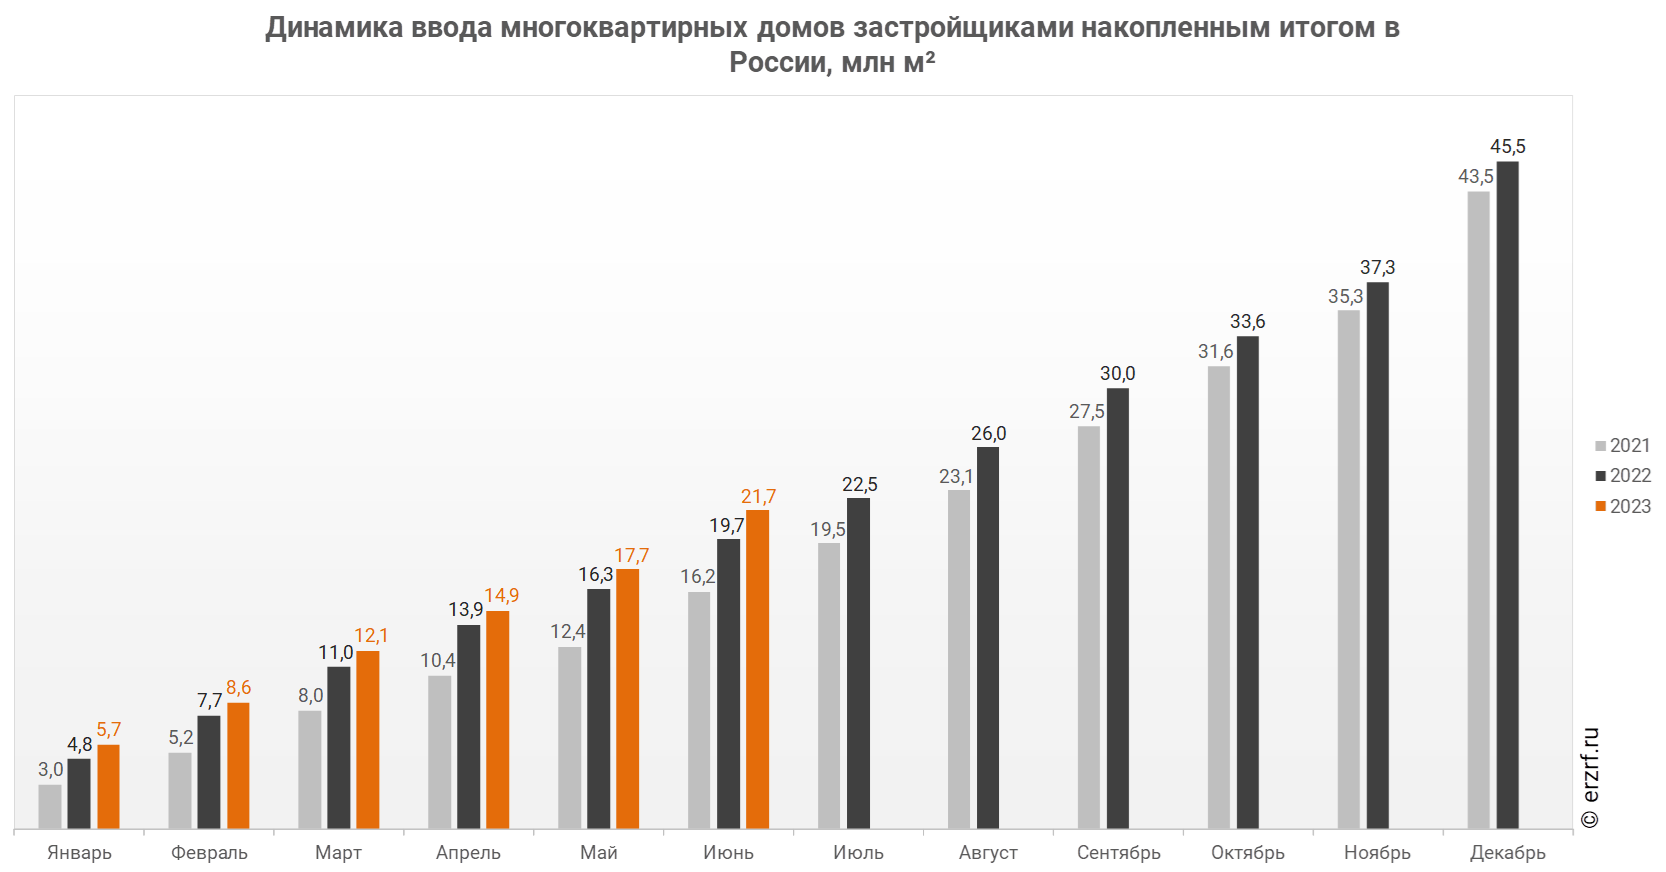 Динамика ввода многоквартирных домов застройщиками накопленным итогом в
России, млн м²
3,0
4,8
5,7
5,2
7,7
8,6
8,0
11,0
12,1
10,4
13,9
14,9
12,4
16,3
17,7
16,2
19,7
21,7
19,5
22,5
23,1
26,0
27,5
30,0
31,6
33,6
35,3
37,3
43,5
45,5
Январь
Февраль
Март
Апрель
Май
Июнь
Июль
Август
Сентябрь
Октябрь
Ноябрь
Декабрь
2021
2022
2023
© erzrf.ru